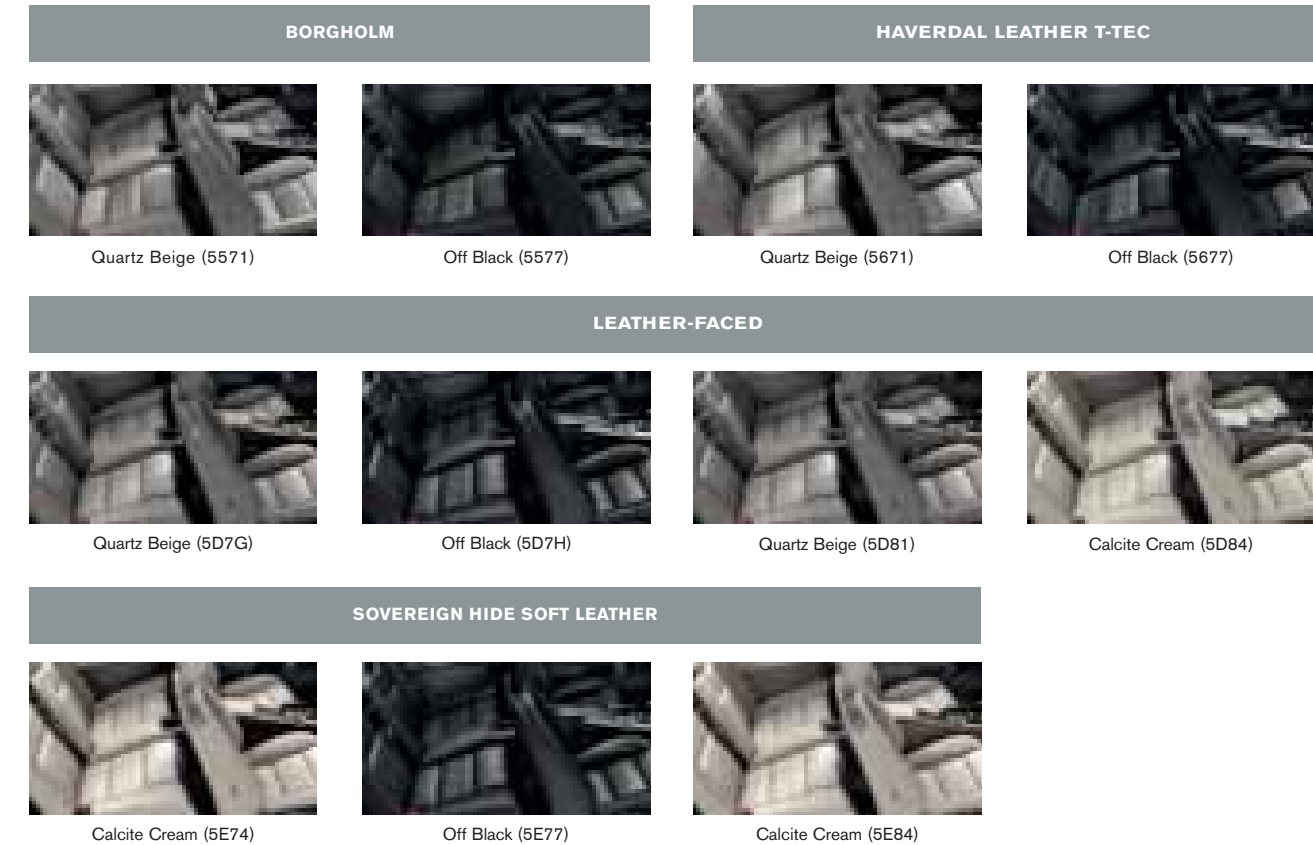 BORGHOLM
HAVERDAL LEATHER T-TEC
Quartz Beige (5571)
Off Black (5577)
Quartz Beige (5671)
Off Black (5677)
LEATHER-FACED
Quartz Beige (5D7G)
Off Black (5D7H)
Quartz Beige (5D81)
Calcite Cream (5D84)
SOVEREIGN HIDE SOFT LEATHER
Calcite Cream (5E74)
Off Black (5E77)
Calcite Cream (5E84)